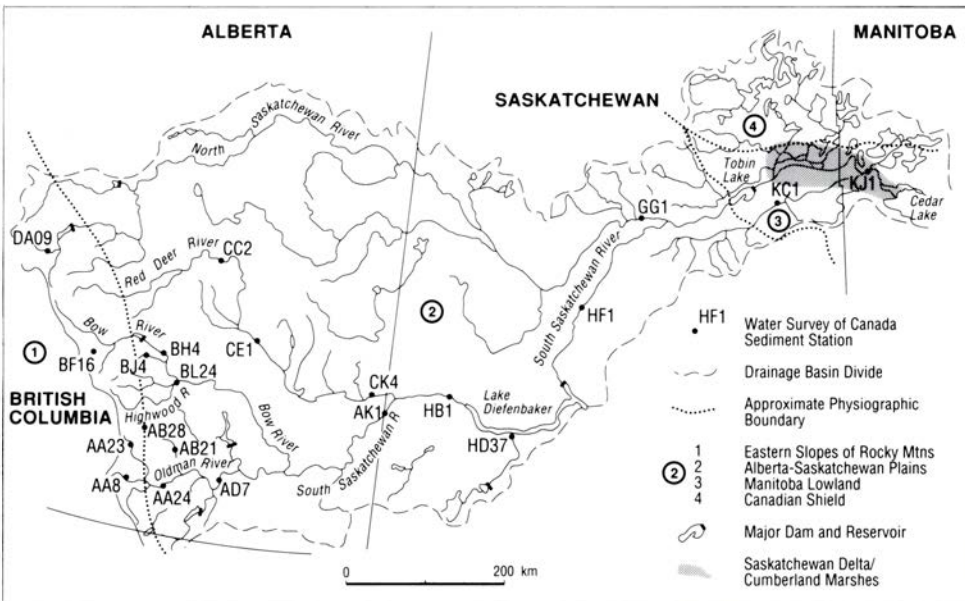 ALBERTA
MANITOBA
SASKATCHEWAN
North Saskatchewan River
Tobin Lake
KC1
KJ1
Cedar Lake
GG1
DA09
CC2
Red Deer River
Bow River
South Saskatchewan River
HF1
BF16
BJ4
BH4
BL24
CE1
BRITISH COLUMBIA
Highwood R
AB28
AB21
Bow River
CK4
AK1
HB1
Lake Diefenbaker
HD37
AA23
Oldman River
AA8
AA24
AD7
South Saskatchewan R
1
2
3
4
HF1
Water Survey of Canada
Sediment Station
Drainage Basin Divide
Approximate Physiographic
Boundary
1 Eastern Slopes of Rocky Mtns
2 2 Alberta-Saskatchewan Plains
3 Manitoba Lowland
4 Canadian Shield
Major Dam and Reservoir
Saskatchewan Delta/
Cumberland Marshes
0 200 km